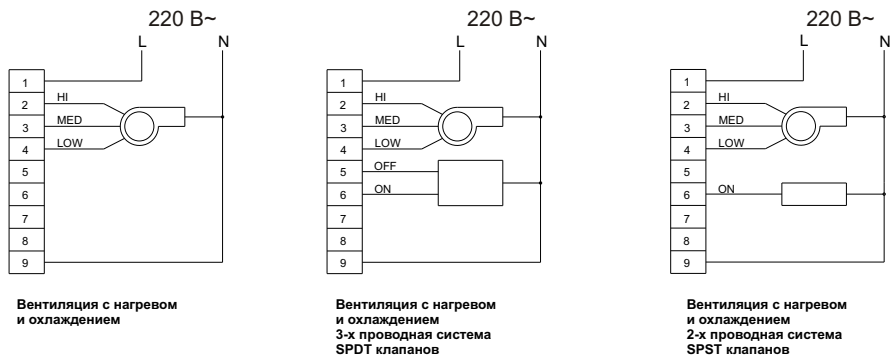 220 В~
L N
1
2 HI
3 MED
4 LOW
5
6
7
8
9
Вентиляция с нагревом
и охлаждением
220 В~
L N
1
2 HI
3 MED
4 LOW
5 OFF
6 ON
7
8
9
Вентиляция с нагревом
и охлаждением
3-х проводная система
SPDT клапанов
220 В~
L N
1
2 HI
3 MED
4 LOW
5
6 ON
7
8
9
Вентиляция с нагревом
и охлаждением
2-х проводная система
SPST клапанов